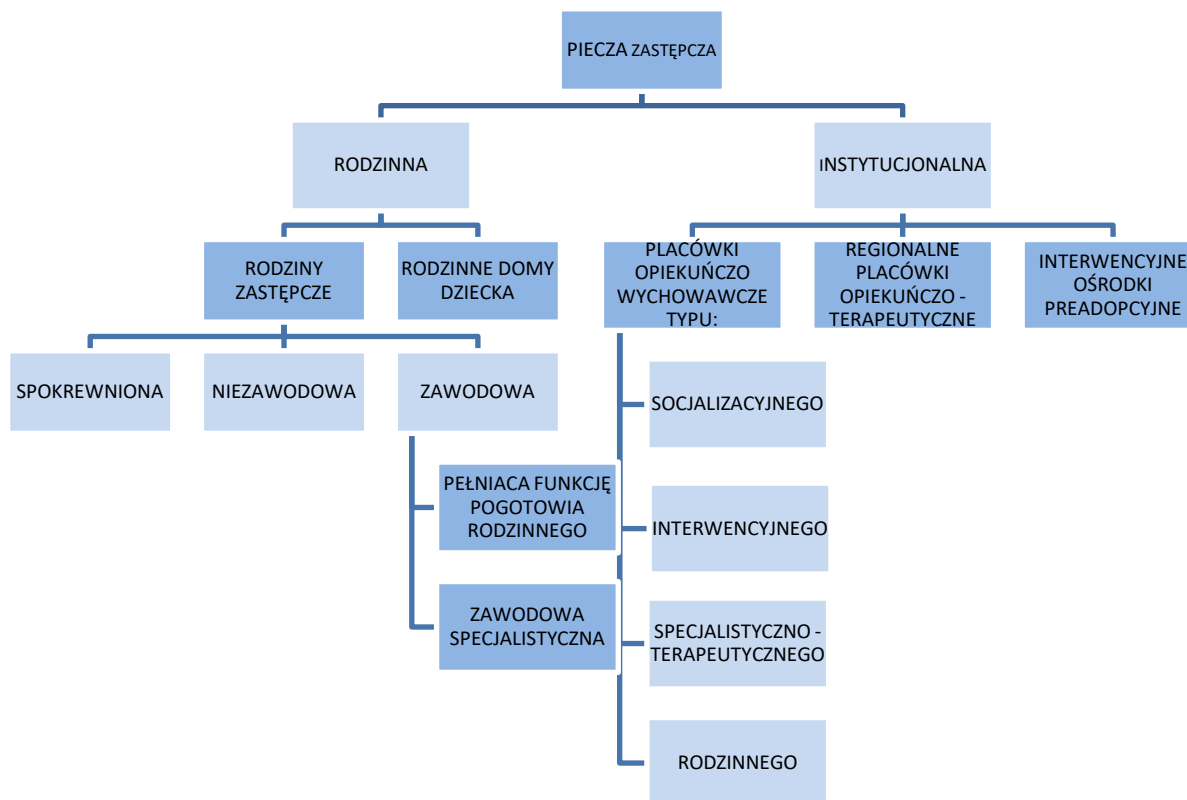 PIECZA ZASTĘPCZA
RODZINNA
INSTYTUCJONALNA
RODZINY
ZASTĘPCZE
RODZINNE DOMY
DZIECKA
PLACÓWKI
OPIEKUŃCZO
WYCHOWAWCZE
TYPU:
REGIONALNE
PLACÓWKI
OPIEKUŃCZO -
TERAPEUTYCZNE
INTERWENCYJNE
OŚRODKI
PREADOPCYJNE
SPOKREWNIONA
NIEZAWODOWA
ZAWODOWA
PEŁNIACA FUNKCJĘ
POGOTOWIA
RODZINNEGO
ZAWODOWA
SPECJALISTYCZNA
SOCJALIZACYJNEGO
INTERWENCYJNEGO
SPECJALISTYCZNO -
TERAPEUTYCZNEGO
RODZINNEGO